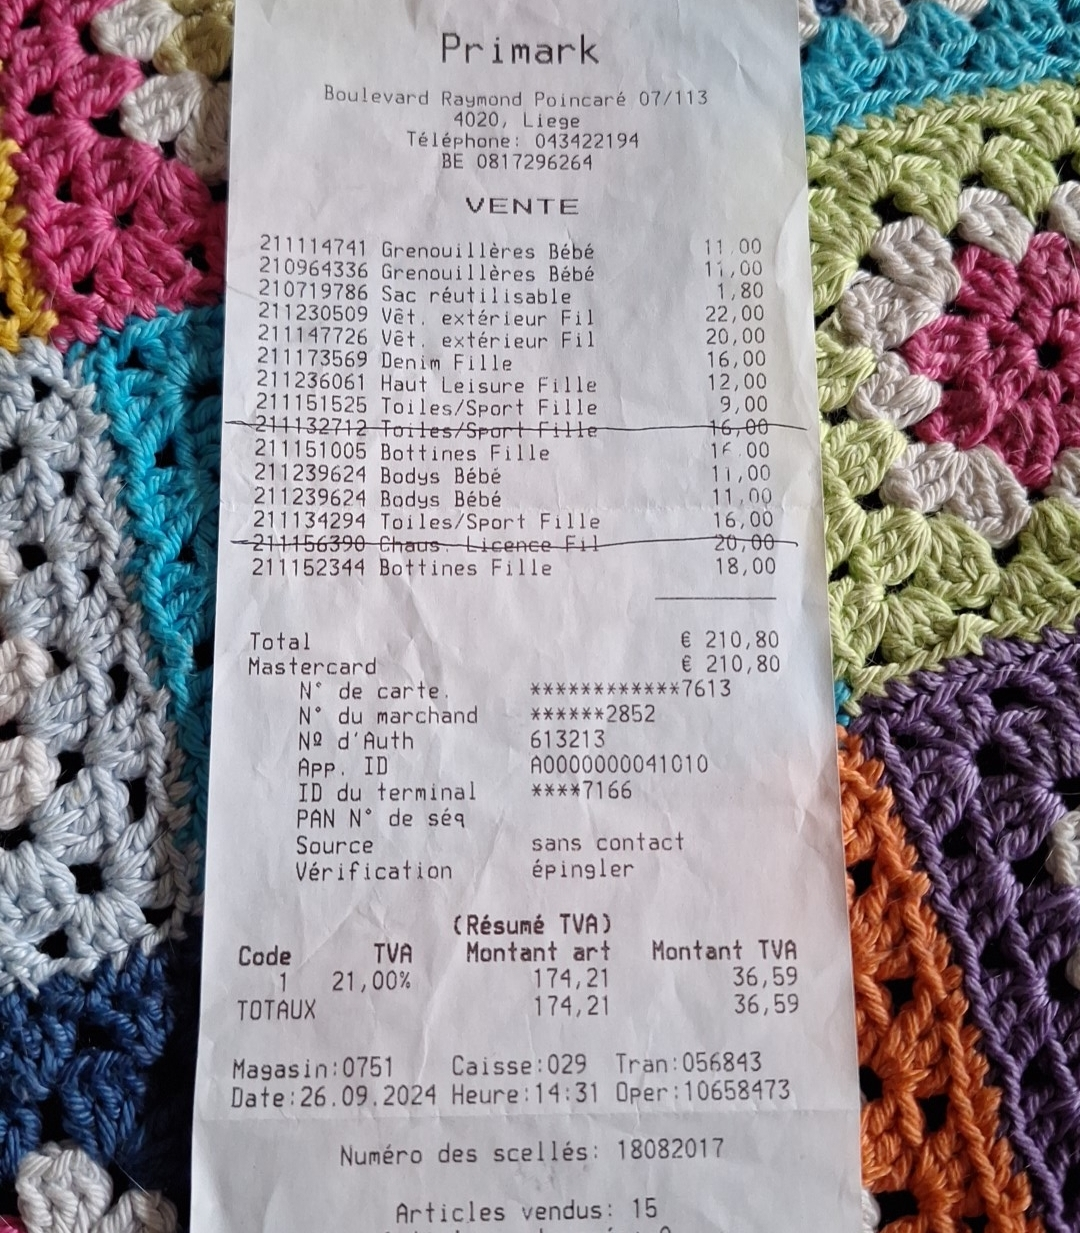 Primark
Boulevard Raymond Poincaré 07/113
4020, Liege
Téléphone: 043422194
BE 0817296264
VENTE
211114741 Grenouillères Bébé 11,00
210964336 Grenouillères Bébé 11,00
210719786 Sac réutilisable 1,80
211230509 Vêt. extérieur Fil 22,00
211147726 Vêt. extérieur Fil 20,00
211173569 Denim Fille 16,00
211236061 Haut Leisure Fille 12,00
211151525 Toiles/Sport Fille 9,00
211132712 Toiles/Sport Fille 16,00
211151005 Bottines Fille 16,00
211239624 Bodys Bébé 11,00
211239624 Bodys Bébé 11,00
211134294 Toiles/Sport Fille 16,00
211156390 Chaus. Licence Fil 20,00
211152344 Bottines Fille 18,00
Total € 210,80
Mastercard € 210,80
N° de carte. ************7613
N° du marchand ******2852
Nº d'Auth 613213
App. ID A0000000041010
ID du terminal ****7166
PAN N° de séq
Source sans contact
Vérification épingler
(Résumé TVA)
Code TVA Montant art Montant TVA
1 21,00% 174,21 36,59
TOTAUX 174,21 36,59
Magasin:0751 Caisse:029 Tran:056843
Date:26.09.2024 Heure:14:31 Oper:10658473
Numéro des scellés: 18082017
Articles vendus: 15